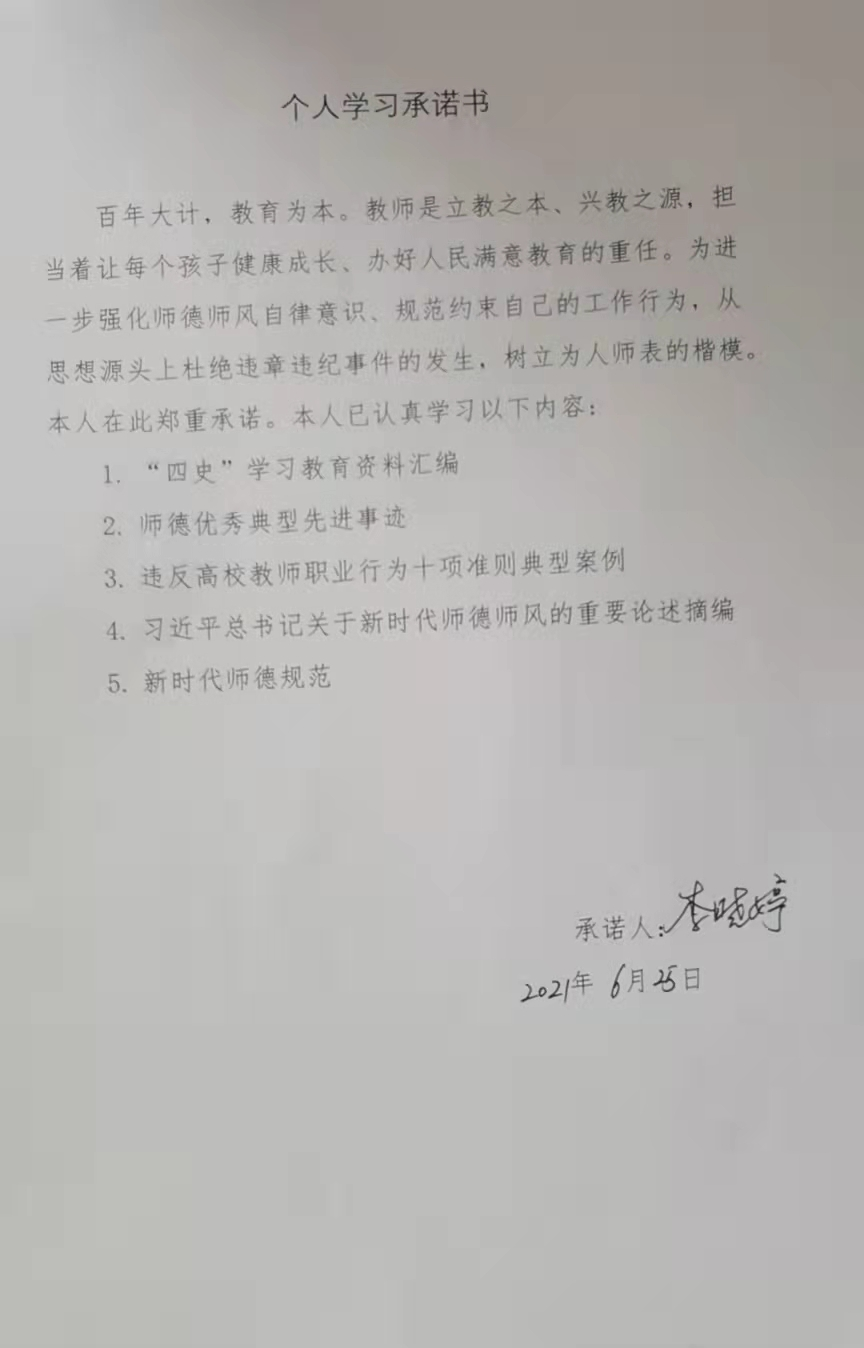 个人学习承诺书
百年大计，教育为本。教师是立教之本、兴教之源，担
当着让每个孩子健康成长、办好人民满意教育的重任。为进
一步强化师德师风自律意识、规范约束自己的工作行为，从
思想源头上杜绝违章违纪事件的发生，树立为人师表的楷模。
本人在此郑重承诺。本人已认真学习以下内容：
1. “四史”学习教育资料汇编
2. 师德优秀典型先进事迹
3. 违反高校教师职业行为十项准则典型案例
4. 习近平总书记关于新时代师德师风的重要论述摘编
5. 新时代师德规范
承诺人：李晓婷
2021年 6月25日